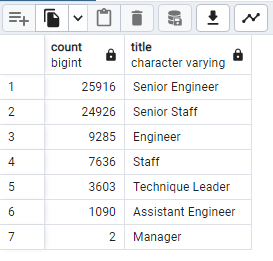 count title
bigint character varying
1 25916 Senior Engineer
2 24926 Senior Staff
3 9285 Engineer
4 7636 Staff
5 3603 Technique Leader
6 1090 Assistant Engineer
7 2 Manager